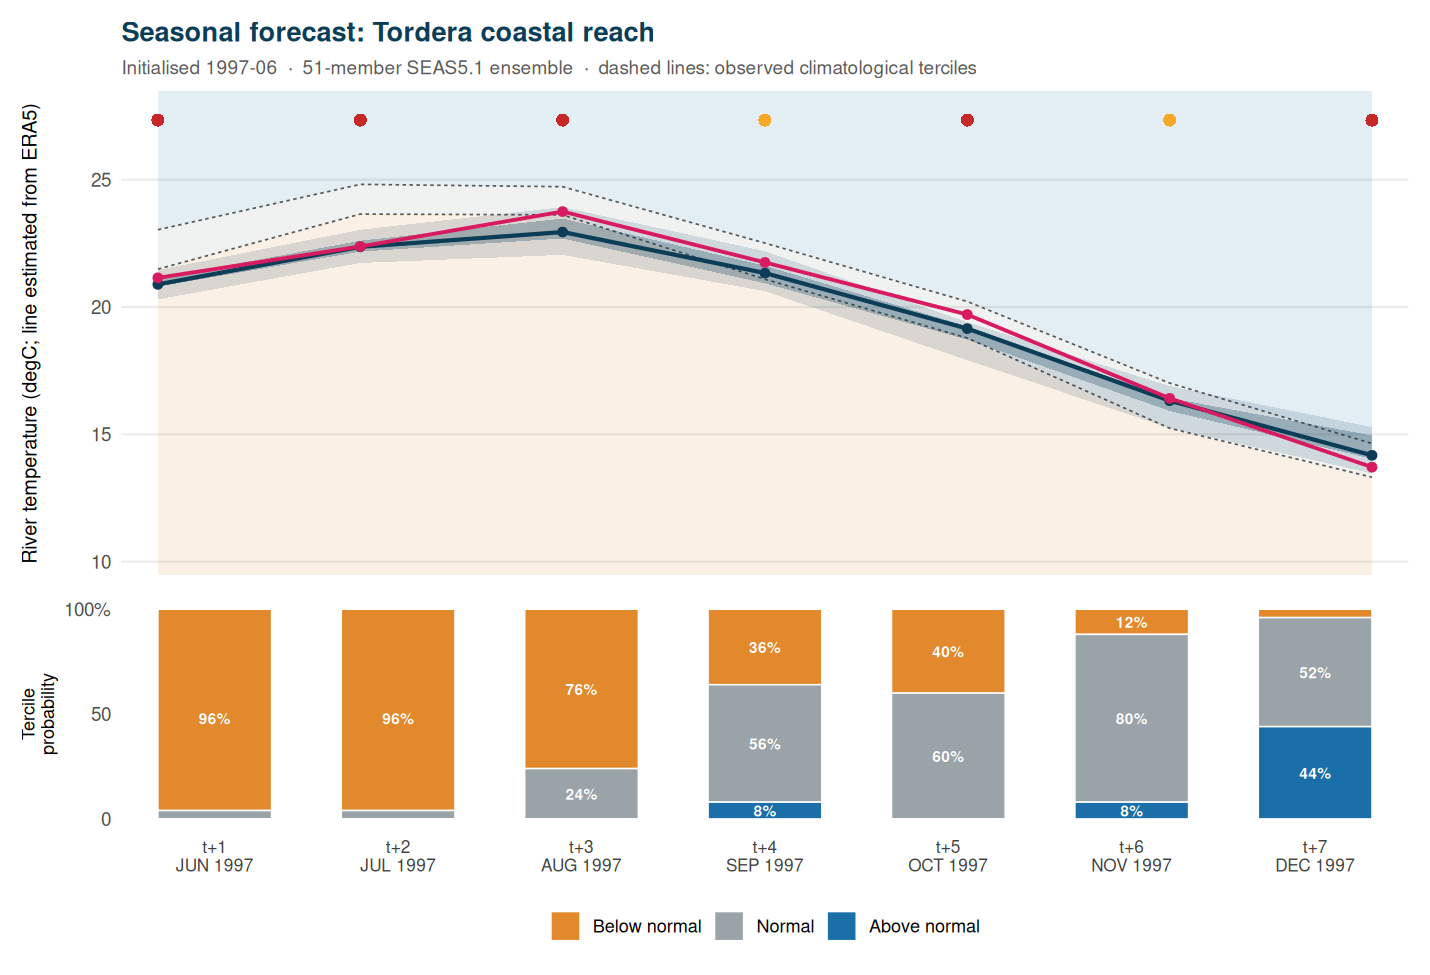 Seasonal forecast: Tordera coastal reach
Initialised 1997-06 · 51-member SEAS5.1 ensemble · dashed lines: observed climatological terciles
River temperature (degC; line estimated from ERA5)
25
20
15
10
Tercile
probability
100%
50
0
96%
96%
76%
24%
36%
56%
8%
40%
60%
12%
80%
8%
52%
44%
t+1
JUN 1997
t+2
JUL 1997
t+3
AUG 1997
t+4
SEP 1997
t+5
OCT 1997
t+6
NOV 1997
t+7
DEC 1997
Below normal
Normal
Above normal